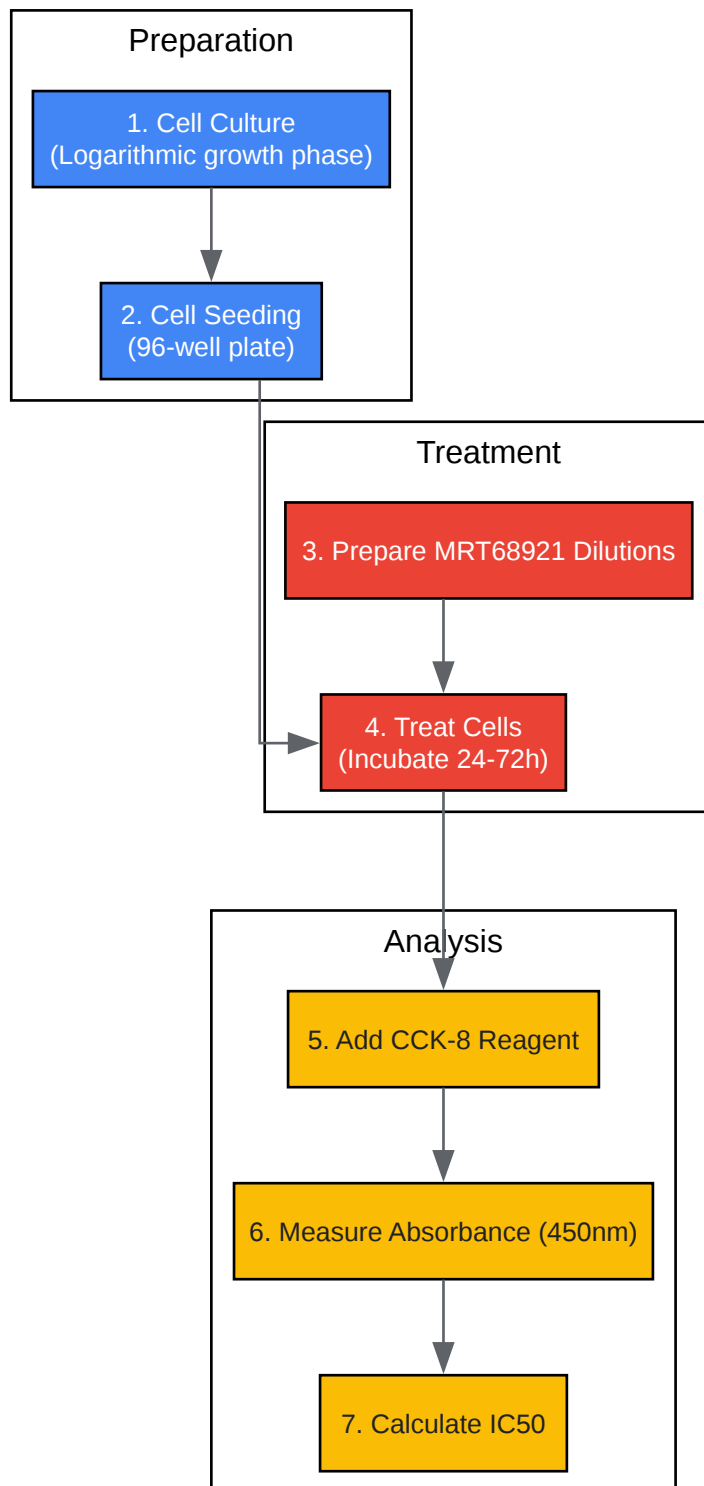 Preparation
1. Cell Culture
(Logarithmic growth phase)
2. Cell Seeding
(96-well plate)
Treatment
3. Prepare MRT68921 Dilutions
4. Treat Cells
(Incubate 24-72h)
Analysis
5. Add CCK-8 Reagent
6. Measure Absorbance (450nm)
7. Calculate IC50